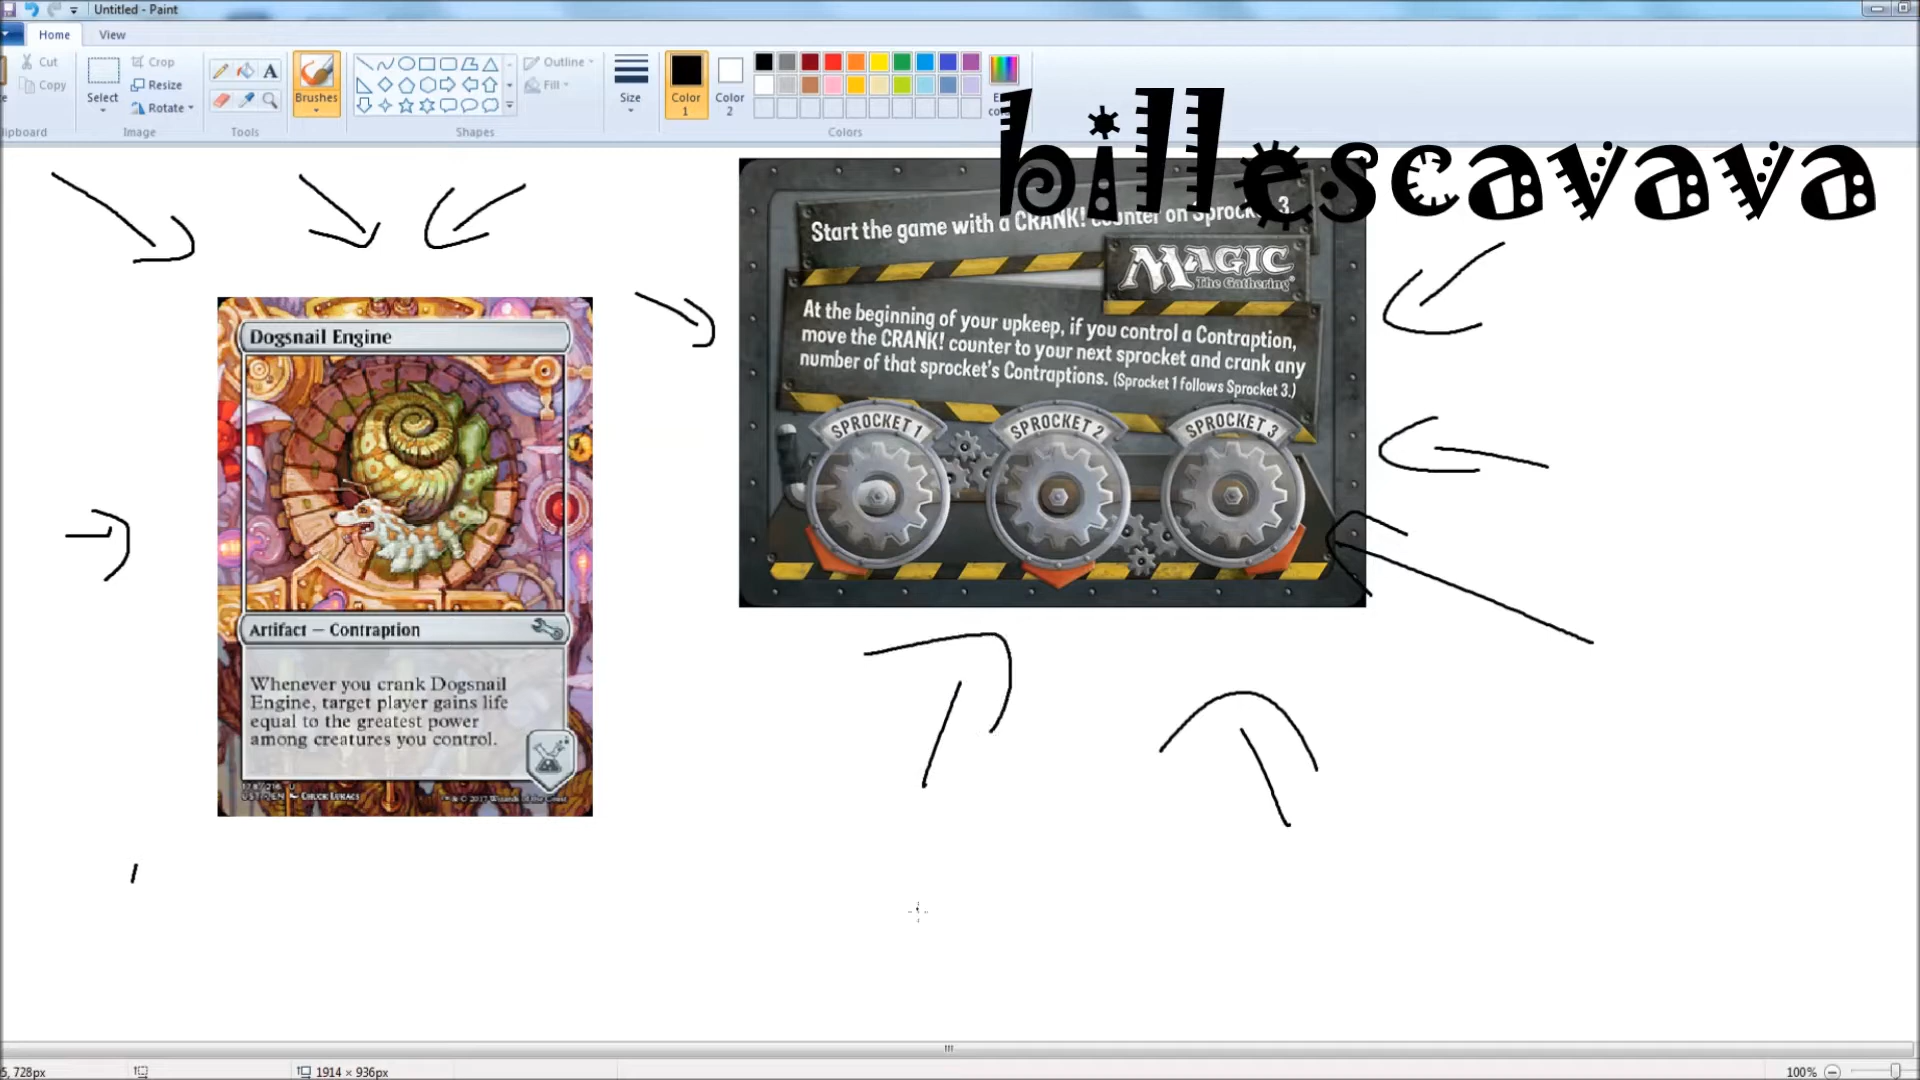 Untitled - Paint
Home
View
Cut
Copy
Select
Crop
Resize
Rotate
Image
Tools
Brushes
Shapes
Outline
Fill
Size
Color
1
Color
2
Colors
billescavava
Start the game with a CRANK! counter on Sprocket 3.
MAGIC
The Gathering
At the beginning of your upkeep, if you control a Contraption,
move the CRANK! counter to your next sprocket and crank any
number of that sprocket's Contraptions. (Sprocket 1 follows Sprocket 3.)
SPROCKET 1
SPROCKET 2
SPROCKET 3
Dogsnail Engine
Artifact — Contraption
Whenever you crank Dogsnail
Engine, target player gains life
equal to the greatest power
among creatures you control.
5, 728px
1914 × 936px
100%